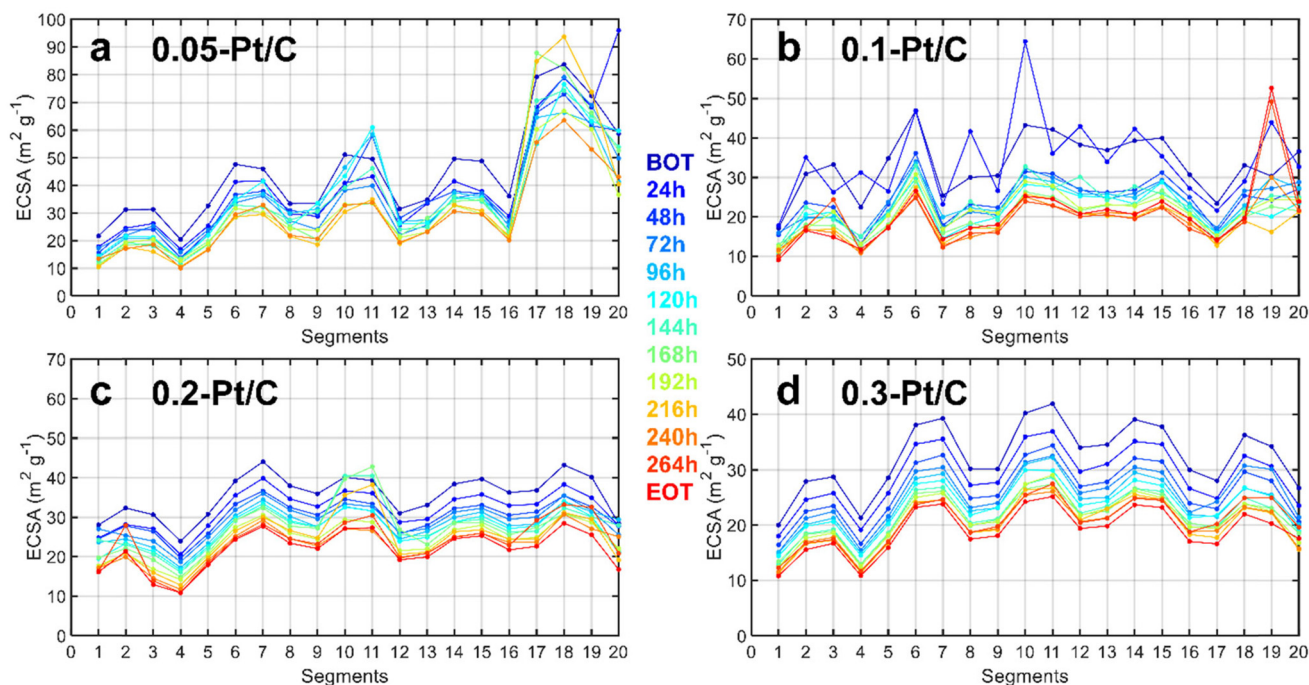 a 0.05-Pt/C
ECSA (m² g⁻¹)
100
90
80
70
60
50
40
30
20
10
0
1 2 3 4 5 6 7 8 9 10 11 12 13 14 15 16 17 18 19 20
Segments
b 0.1-Pt/C
ECSA (m² g⁻¹)
70
60
50
40
30
20
10
0
1 2 3 4 5 6 7 8 9 10 11 12 13 14 15 16 17 18 19 20
Segments
BOT
24h
48h
72h
96h
120h
144h
168h
192h
216h
240h
264h
EOT
c 0.2-Pt/C
ECSA (m² g⁻¹)
70
60
50
40
30
20
10
0
1 2 3 4 5 6 7 8 9 10 11 12 13 14 15 16 17 18 19 20
Segments
d 0.3-Pt/C
ECSA (m² g⁻¹)
50
40
30
20
10
0
1 2 3 4 5 6 7 8 9 10 11 12 13 14 15 16 17 18 19 20
Segments